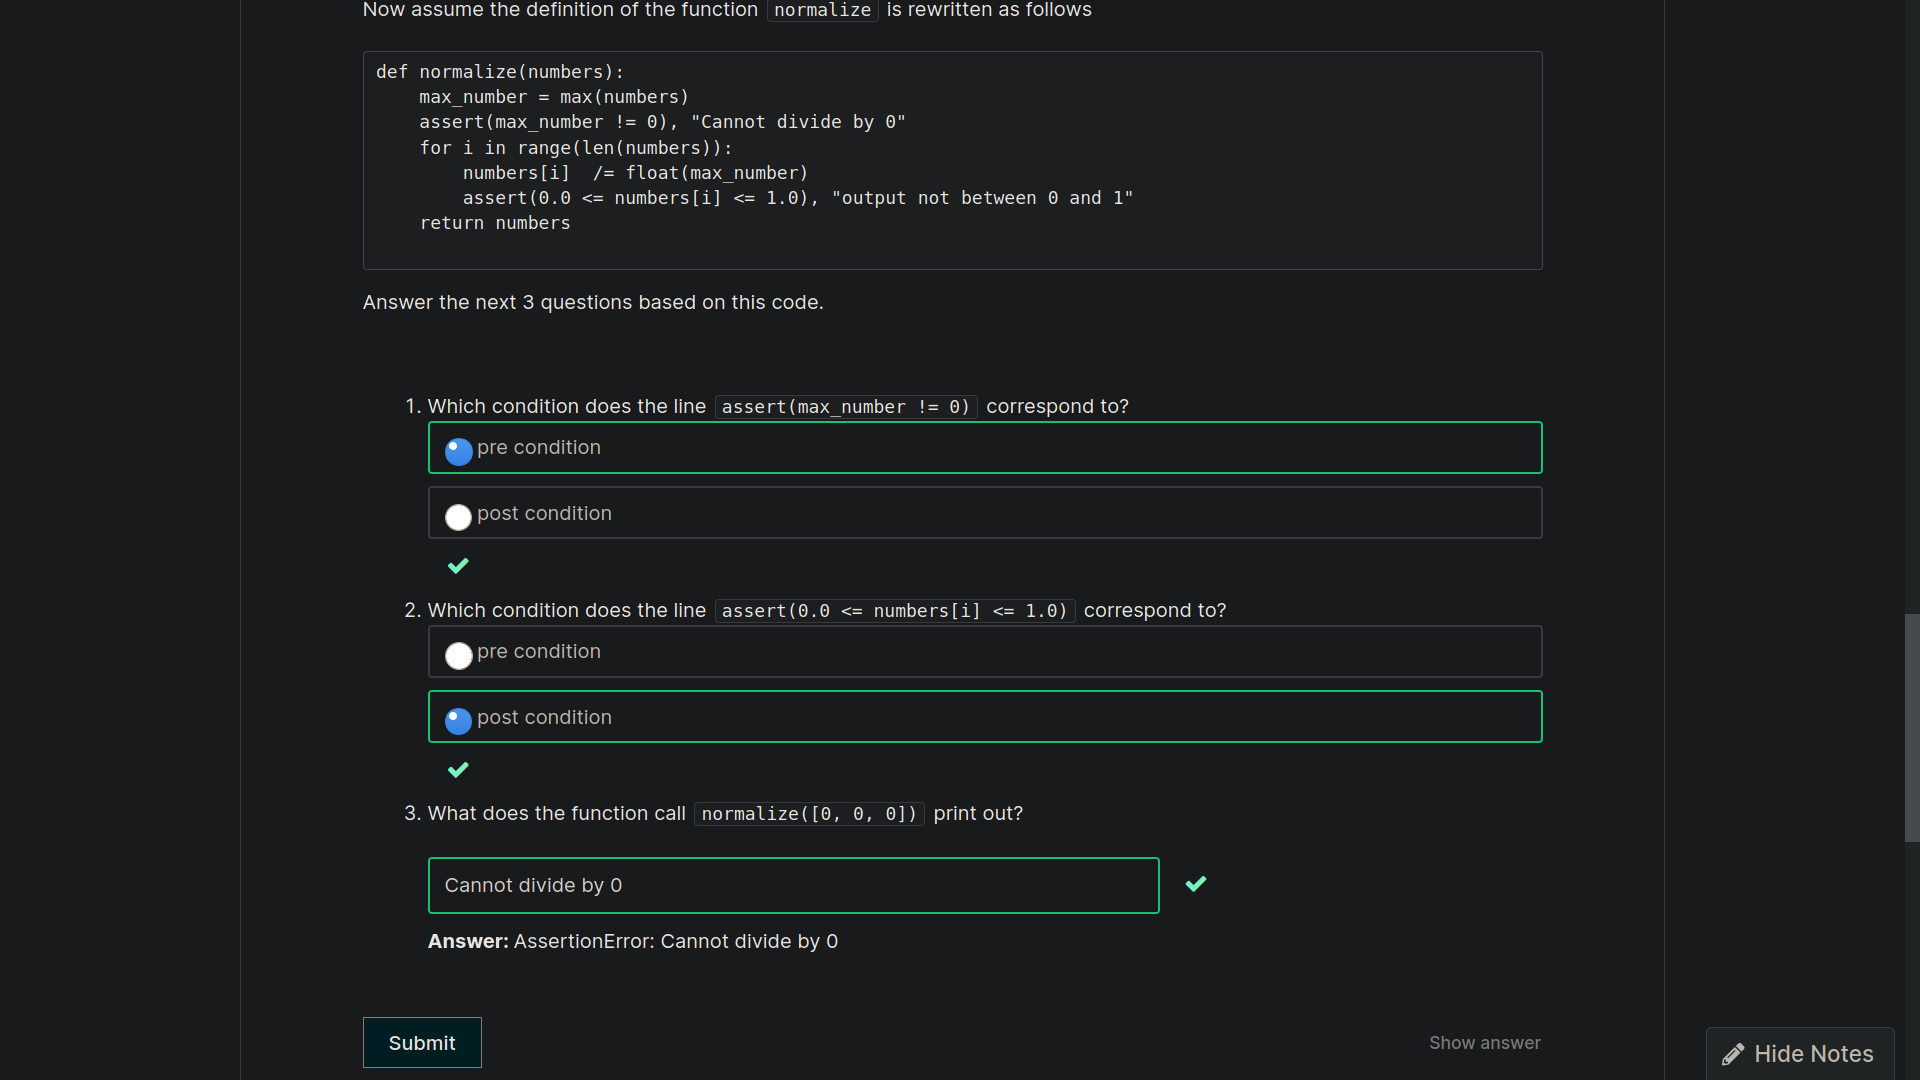 Now assume the definition of the function normalize is rewritten as follows
def normalize(numbers):
    max_number = max(numbers)
    assert(max_number != 0), "Cannot divide by 0"
    for i in range(len(numbers)):
        numbers[i]  /= float(max_number)
        assert(0.0 <= numbers[i] <= 1.0), "output not between 0 and 1"
    return numbers
Answer the next 3 questions based on this code.
1. Which condition does the line assert(max_number != 0) correspond to?
pre condition
post condition
2. Which condition does the line assert(0.0 <= numbers[i] <= 1.0) correspond to?
pre condition
post condition
3. What does the function call normalize([0, 0, 0]) print out?
Cannot divide by 0
Answer: AssertionError: Cannot divide by 0
Submit
Show answer
Hide Notes